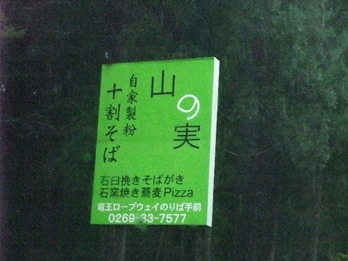 山の実
自家製粉
十割そば
石臼挽きそばがき
石窯焼き蕎麦Pizza
竜王ロープウェイのりば手前
0269-33-7577